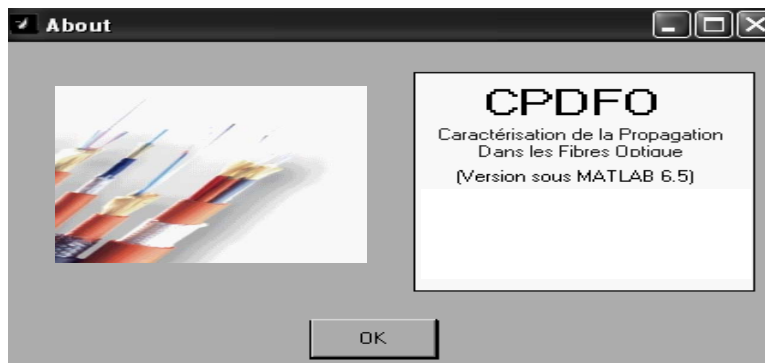 About
CPDFO
Caractérisation de la Propagation
Dans les Fibres Optique
(Version sous MATLAB 6.5)
OK